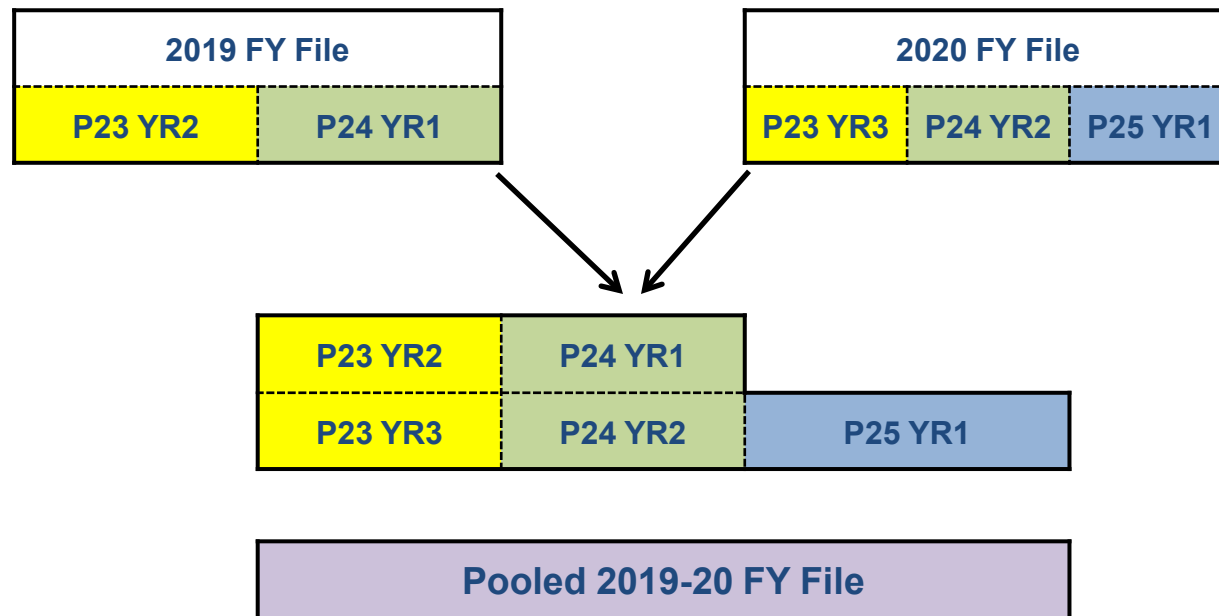 2019 FY File
2020 FY File
P23 YR2 P24 YR1
P23 YR3 P24 YR2 P25 YR1
P23 YR2 P24 YR1
P23 YR3 P24 YR2 P25 YR1
Pooled 2019-20 FY File